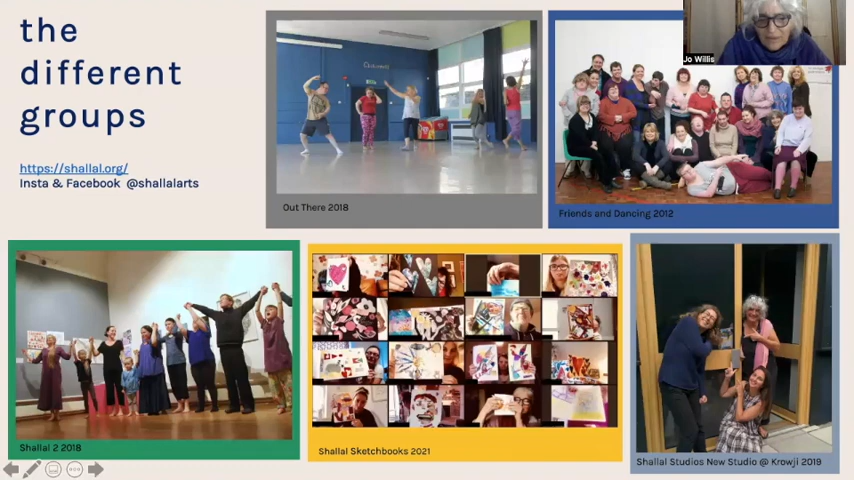 the
different
groups
https://shallal.org/
Insta & Facebook @shallalarts
Jo Willis
Out There 2018
Friends and Dancing 2012
Shallal 2 2018
Shallal Sketchbooks 2021
Shallal Studios New Studio @ Krowji 2019